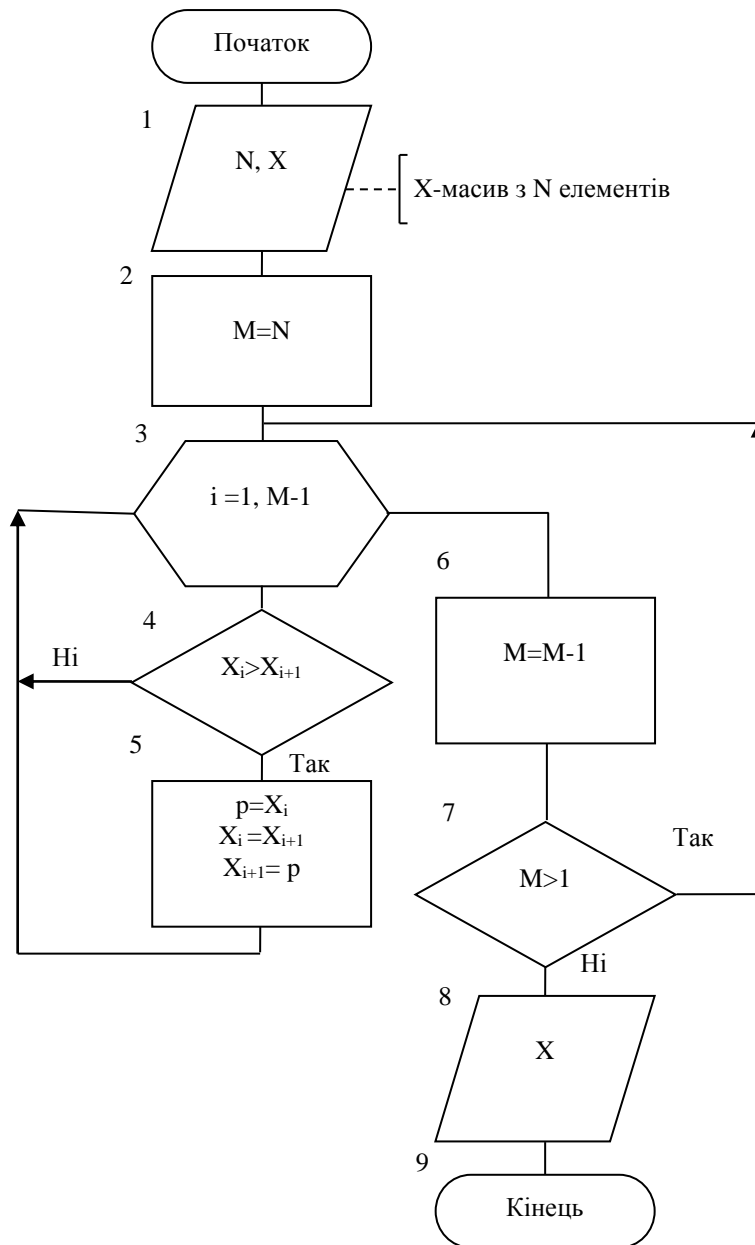 Початок
1
N, X
X-масив з N елементів
2
M=N
3
i =1, M-1
4
Ні
Xᵢ>Xᵢ₊₁
5
Так
p=Xᵢ
Xᵢ =Xᵢ₊₁
Xᵢ₊₁= p
6
M=M-1
7
Так
M>1
Ні
8
X
9
Кінець